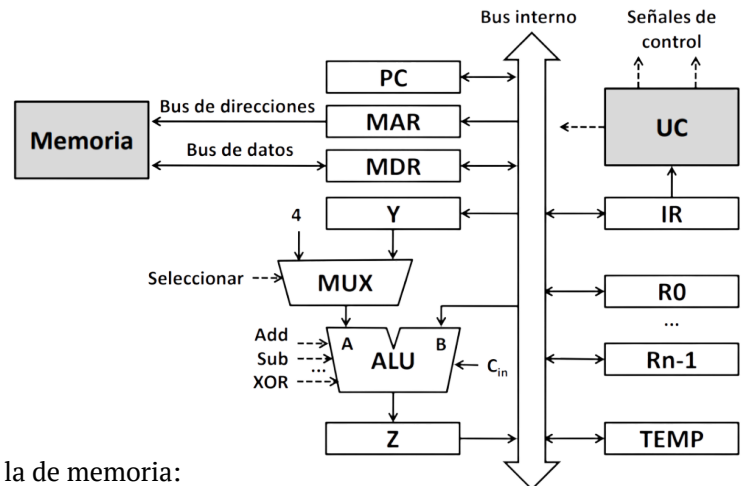 Bus interno
Señales de
control
PC
Bus de direcciones
MAR
UC
Memoria
Bus de datos
MDR
4
Y
IR
Seleccionar
MUX
R0
...
Add
A
B
Sub
ALU
Rn-1
...
C_in
XOR
Z
TEMP
la de memoria: